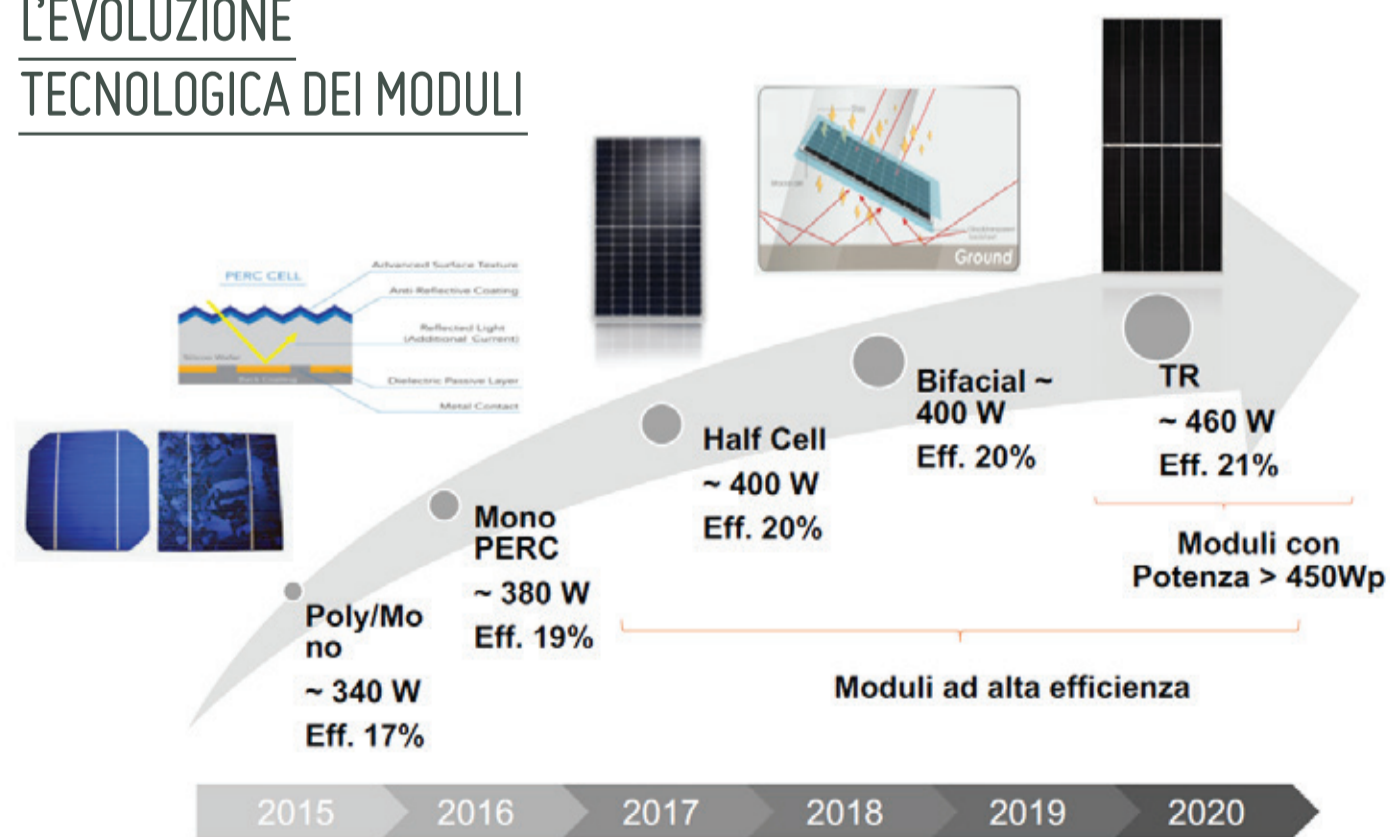 L'EVOLUZIONE
TECNOLOGICA DEI MODULI
PERC CELL
Advanced Surface Texture
Anti-Reflective Coating
Reflected Light
(Additional Current)
Silicon Wafer
Back Coating
Dielectric Passive Layer
Metal Contact
Ground
Poly/Mo
no
~ 340 W
Eff. 17%
Mono
PERC
~ 380 W
Eff. 19%
Half Cell
~ 400 W
Eff. 20%
Bifacial ~
400 W
Eff. 20%
TR
~ 460 W
Eff. 21%
Moduli con
Potenza > 450Wp
Moduli ad alta efficienza
2015
2016
2017
2018
2019
2020